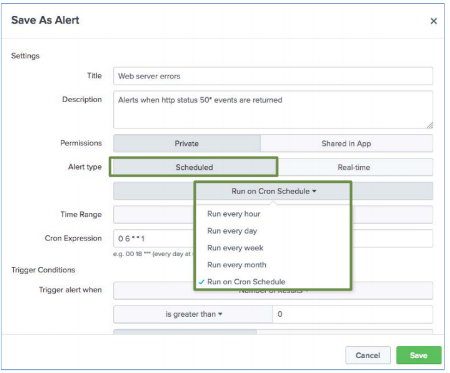 Save As Alert ×
Settings
Title Web server errors
Description Alerts when http status 50* events are returned
Permissions Private Shared in App
Alert type Scheduled Real-time
Run on Cron Schedule ▾
Run every hour
Time Range
Run every day
Cron Expression 0 6 * * 1
Run every week
e.g. 00 18 *** (every day at
Run every month
Trigger Conditions
✓ Run on Cron Schedule
Trigger alert when Number of Results
is greater than ▾ 0
Cancel Save